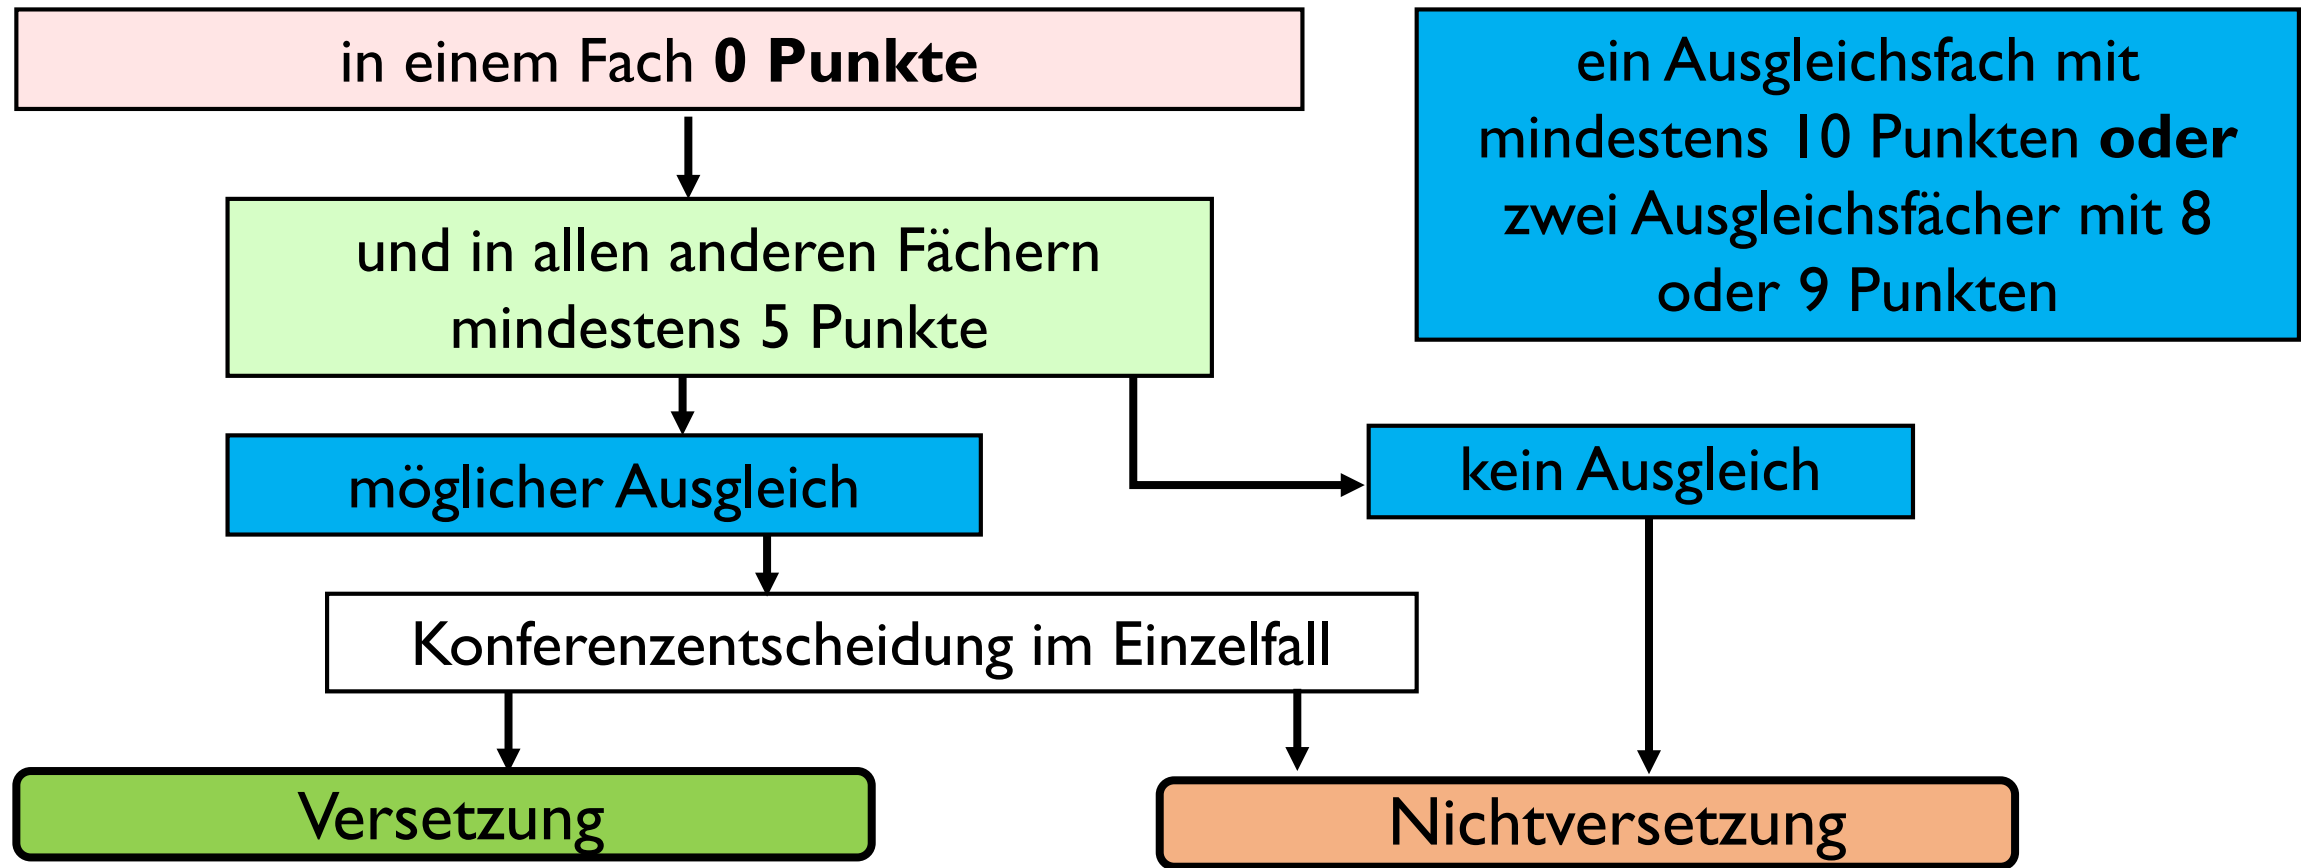 in einem Fach 0 Punkte
ein Ausgleichsfach mit
mindestens 10 Punkten oder
zwei Ausgleichsfächer mit 8
oder 9 Punkten
und in allen anderen Fächern
mindestens 5 Punkte
möglicher Ausgleich
kein Ausgleich
Konferenzentscheidung im Einzelfall
Versetzung
Nichtversetzung